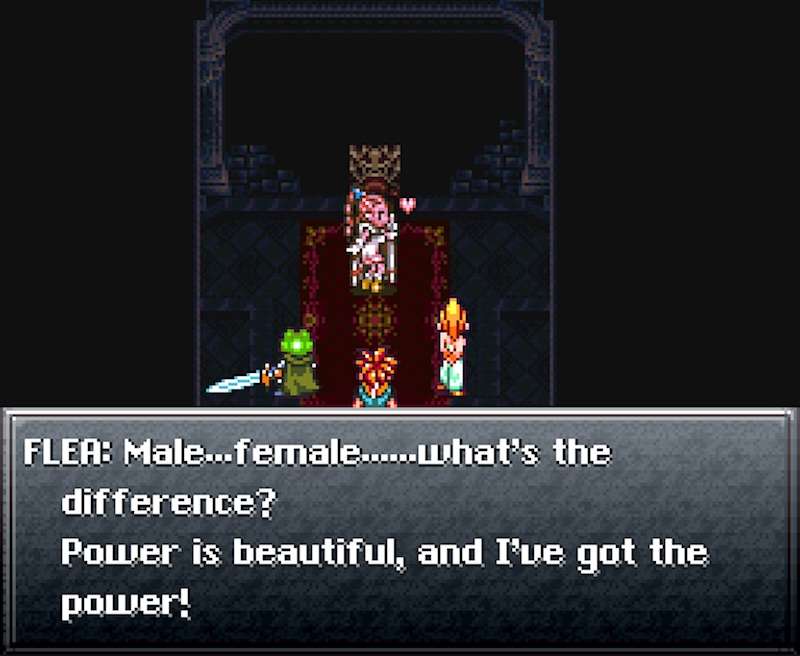 FLEA: Male...female......what's the
difference?
Power is beautiful, and I've got the
power!